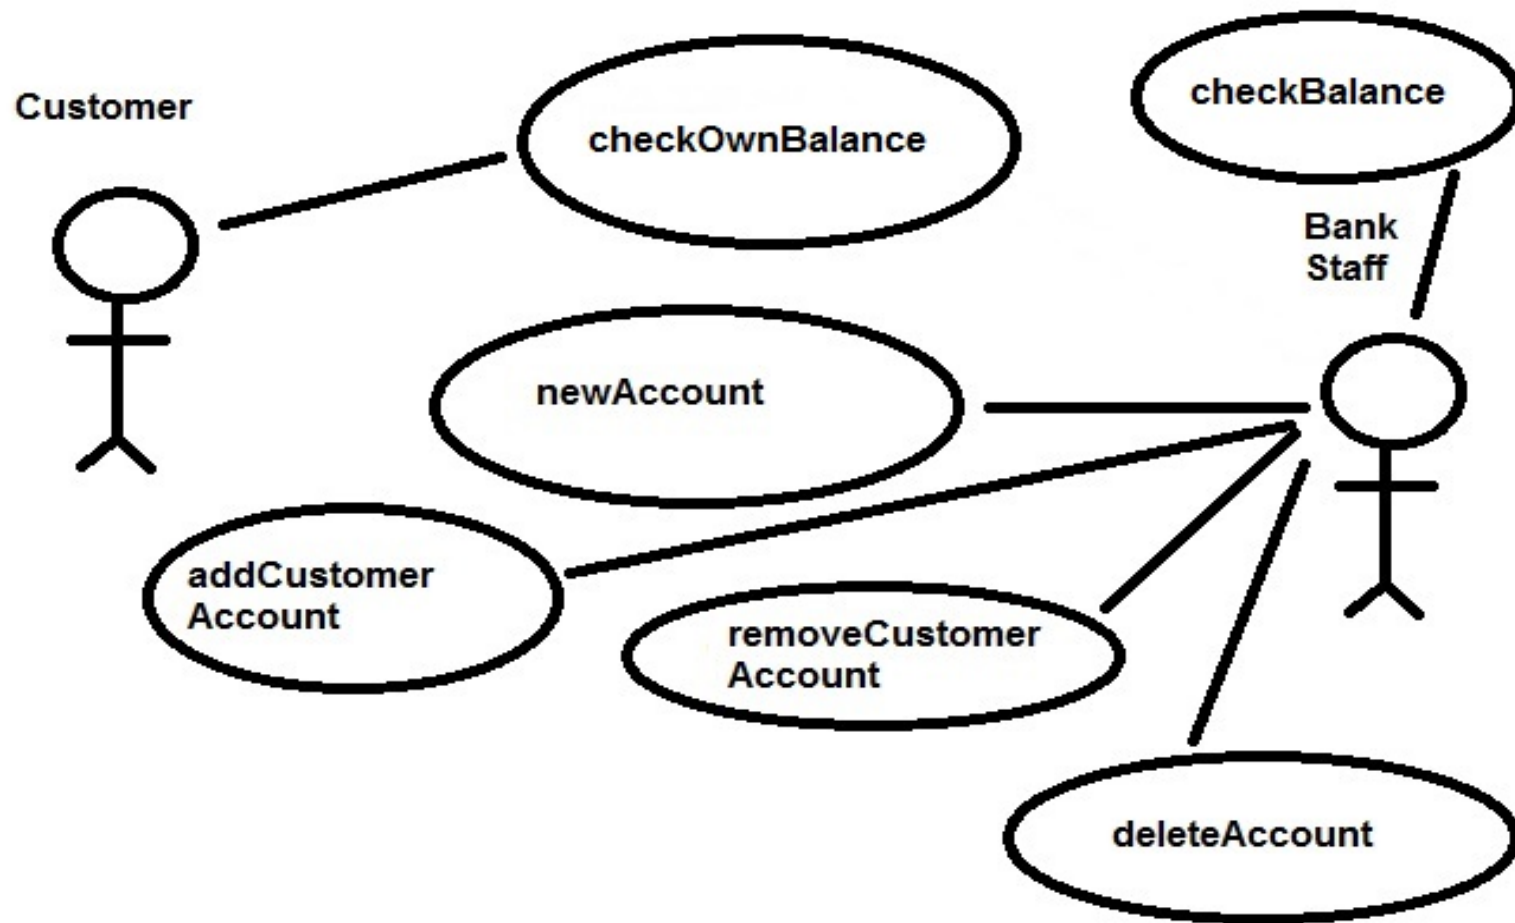 Customer
checkOwnBalance
checkBalance
Bank
Staff
newAccount
addCustomer
Account
removeCustomer
Account
deleteAccount